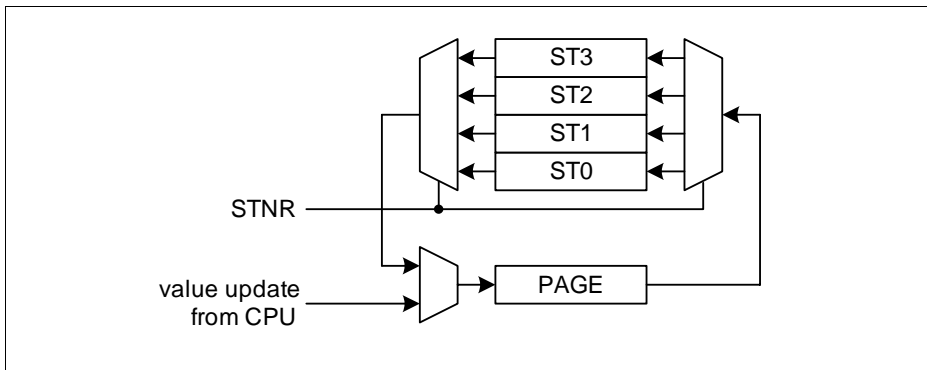 ST3
ST2
ST1
ST0
STNR
PAGE
value update
from CPU